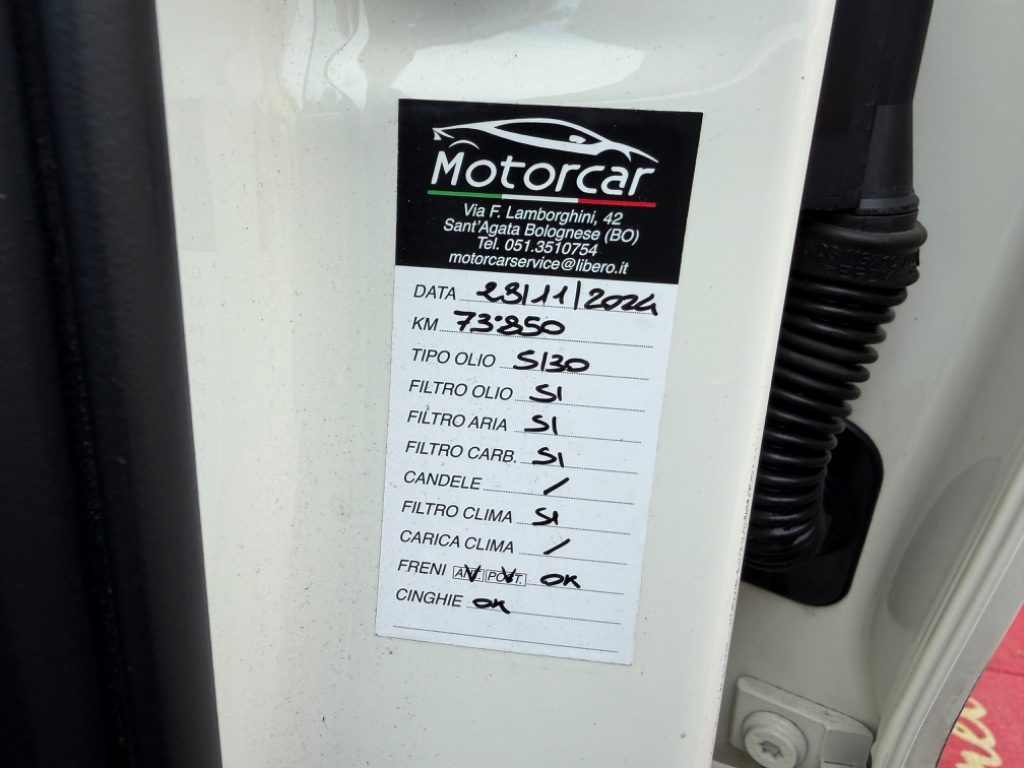 Motorcar
Via F. Lamborghini, 42
Sant'Agata Bolognese (BO)
Tel. 051.3510754
motorcarservice@libero.it
DATA 28/11/2024
KM 73.850
TIPO OLIO 5/30
FILTRO OLIO SI
FILTRO ARIA SI
FILTRO CARB. SI
CANDELE /
FILTRO CLIMA SI
CARICA CLIMA /
FRENI ANT. POST. OK
CINGHIE OK